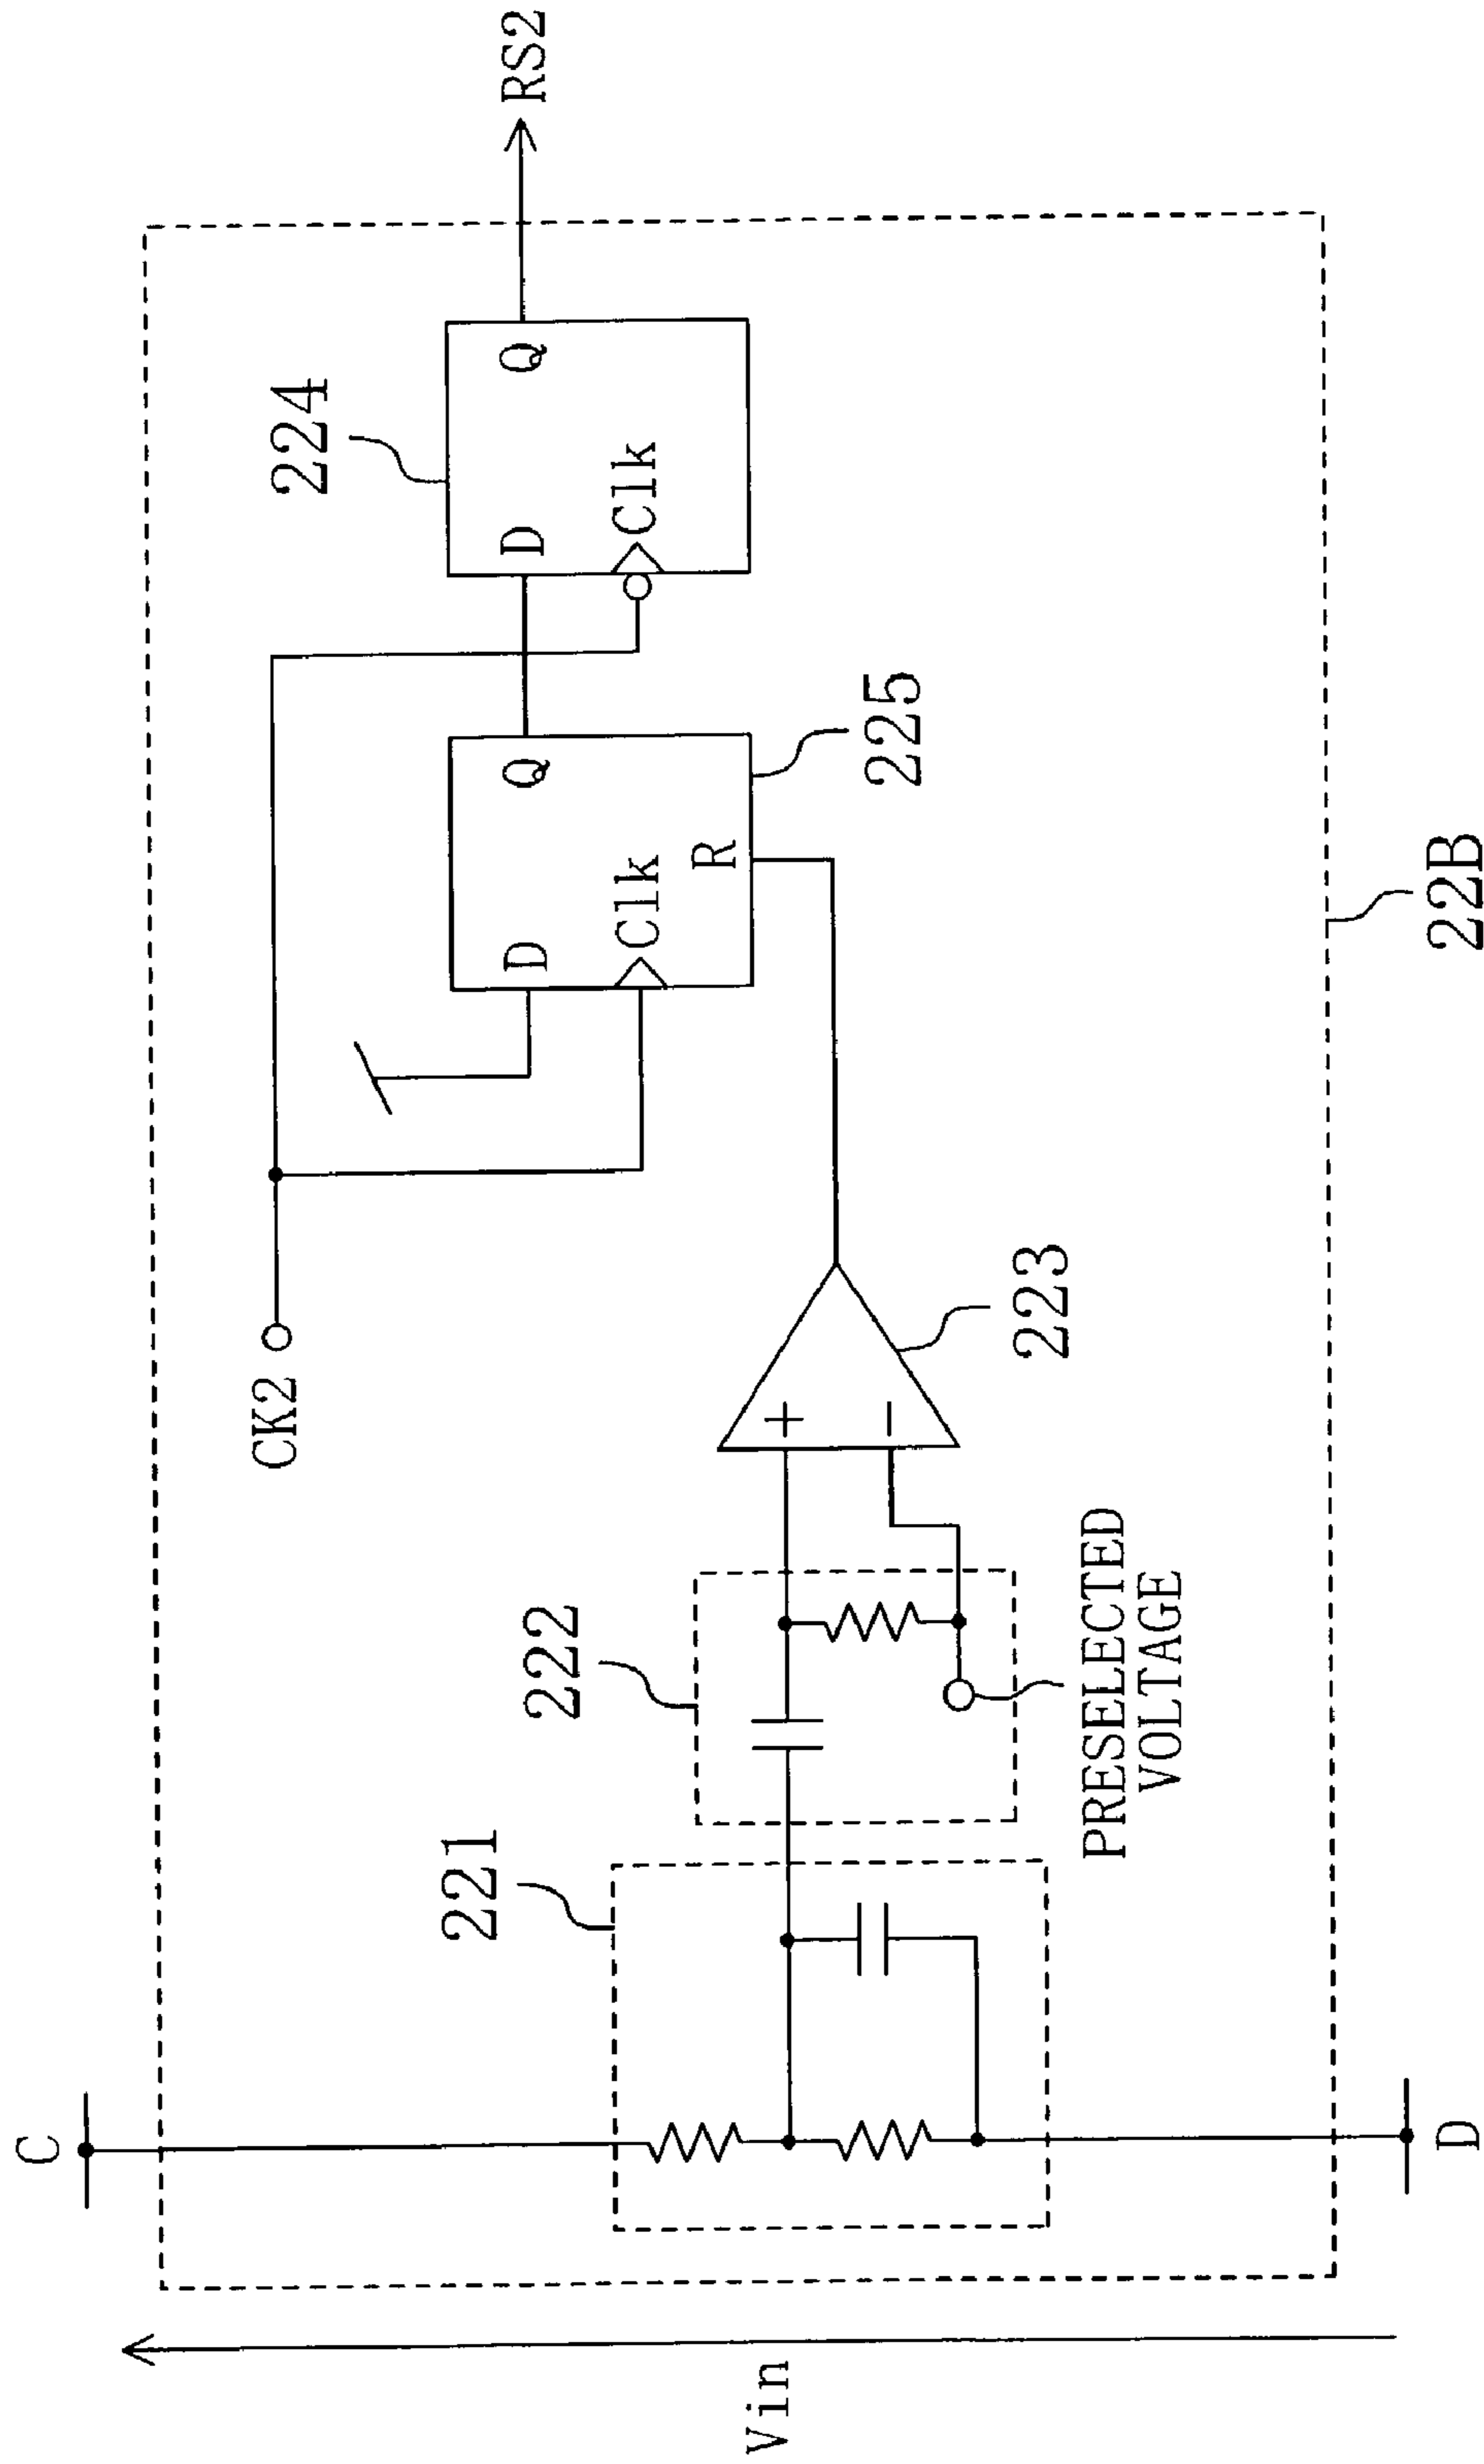 C
Vin
D
221
222
PRESELECTED
VOLTAGE
+
−
223
CK2
D
Clk
Q
R
225
D
Clk
Q
224
RS2
22B